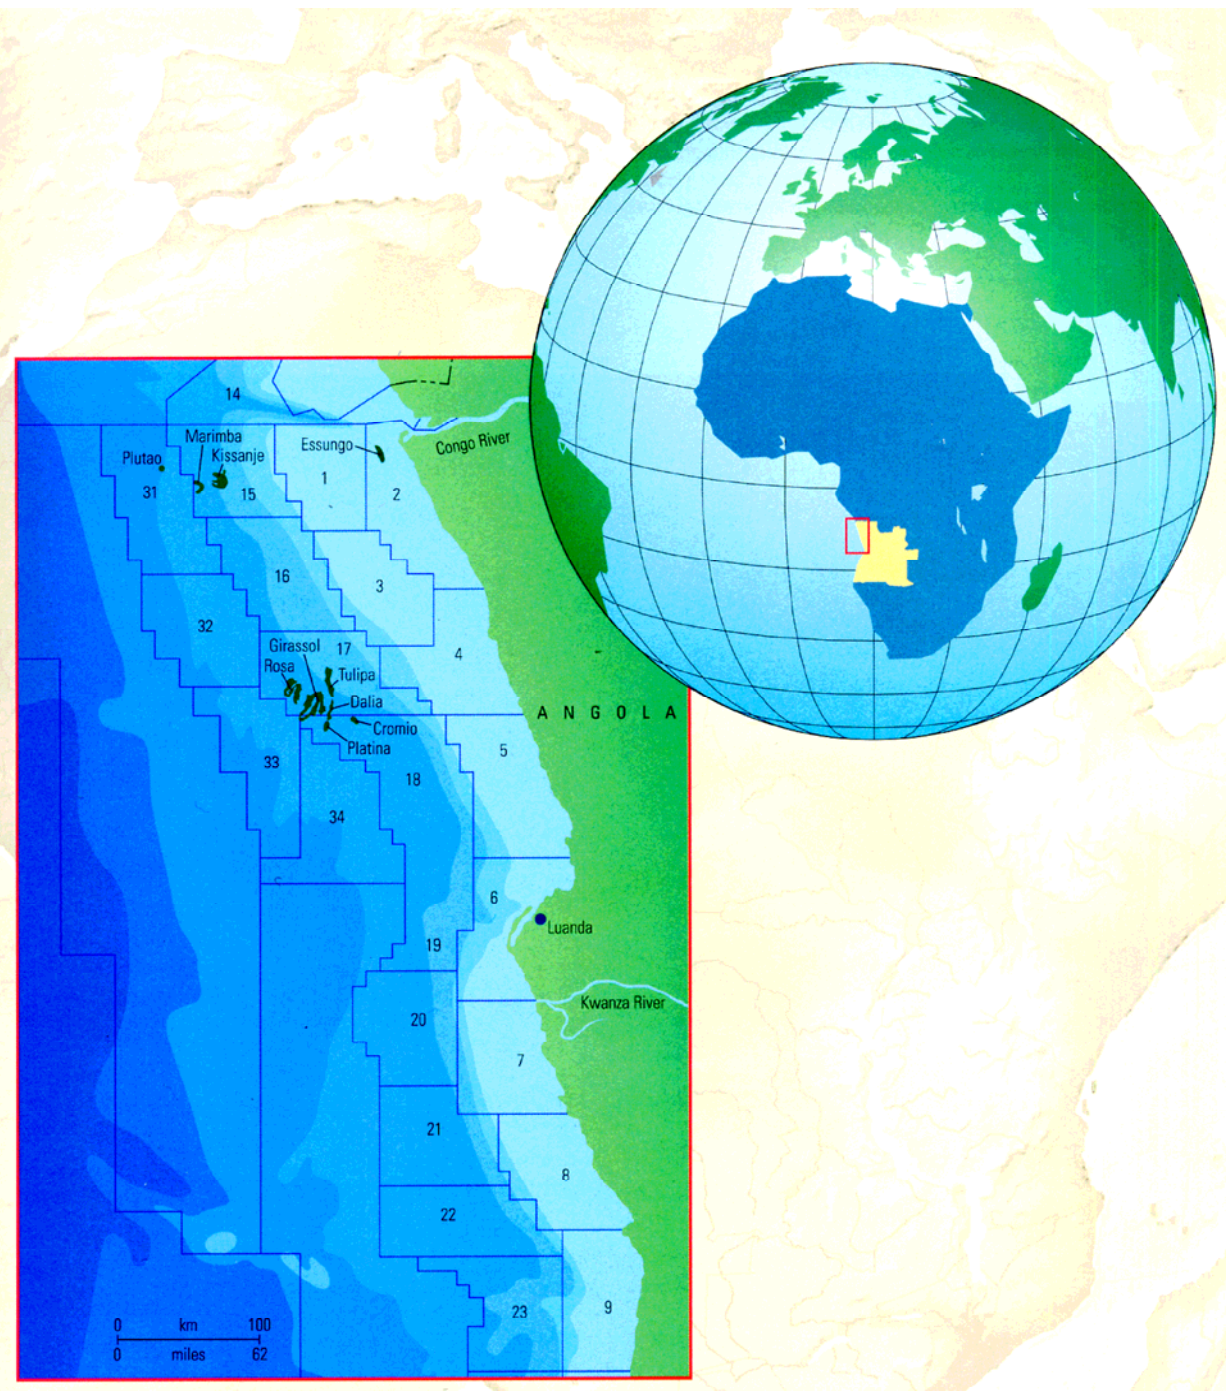 14
Marimba
Kissanje
Essungo
Congo River
Plutao
31
15
1
2
16
3
32
Girassol
17
4
Rosa
Tulipa
Dalia
ANGOLA
Cromio
Platina
5
33
18
34
6
Luanda
19
Kwanza River
20
7
21
8
22
23
9
0 km 100
0 miles 62